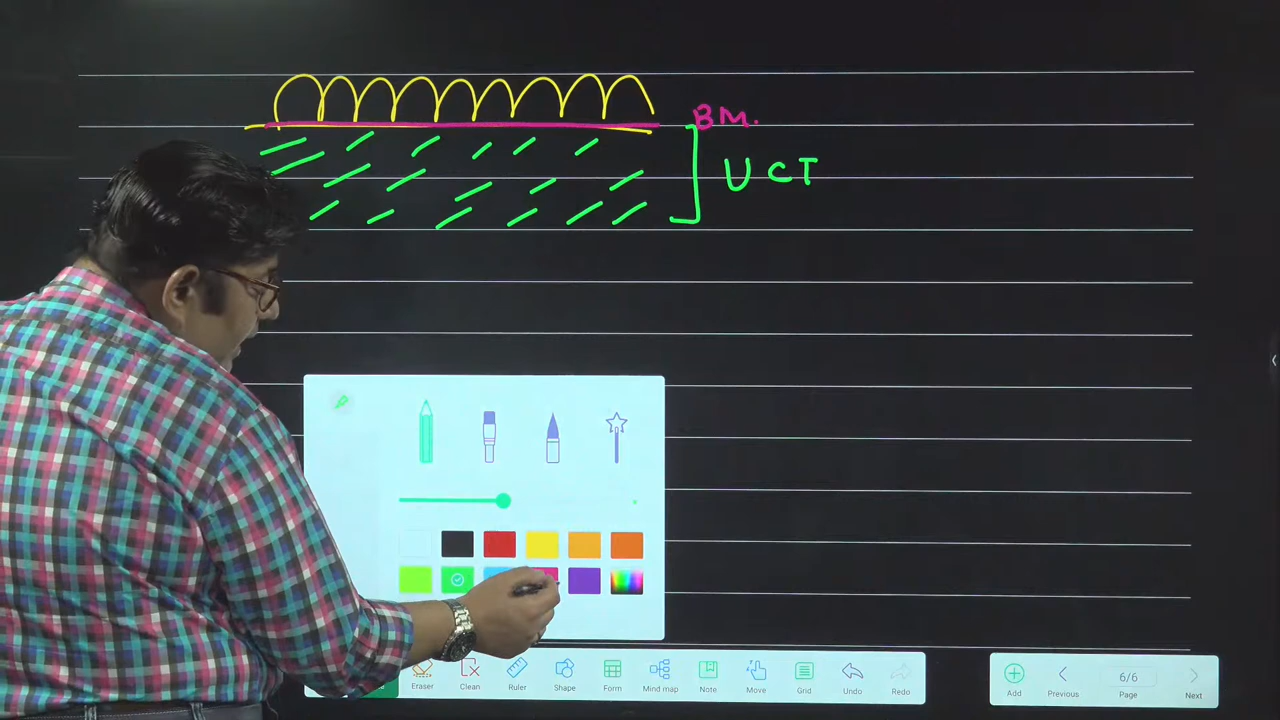 BM.
UCT
Eraser
Clean
Ruler
Shape
Form
Mind map
Note
Move
Grid
Undo
Redo
Add
Previous
6/6
Page
Next